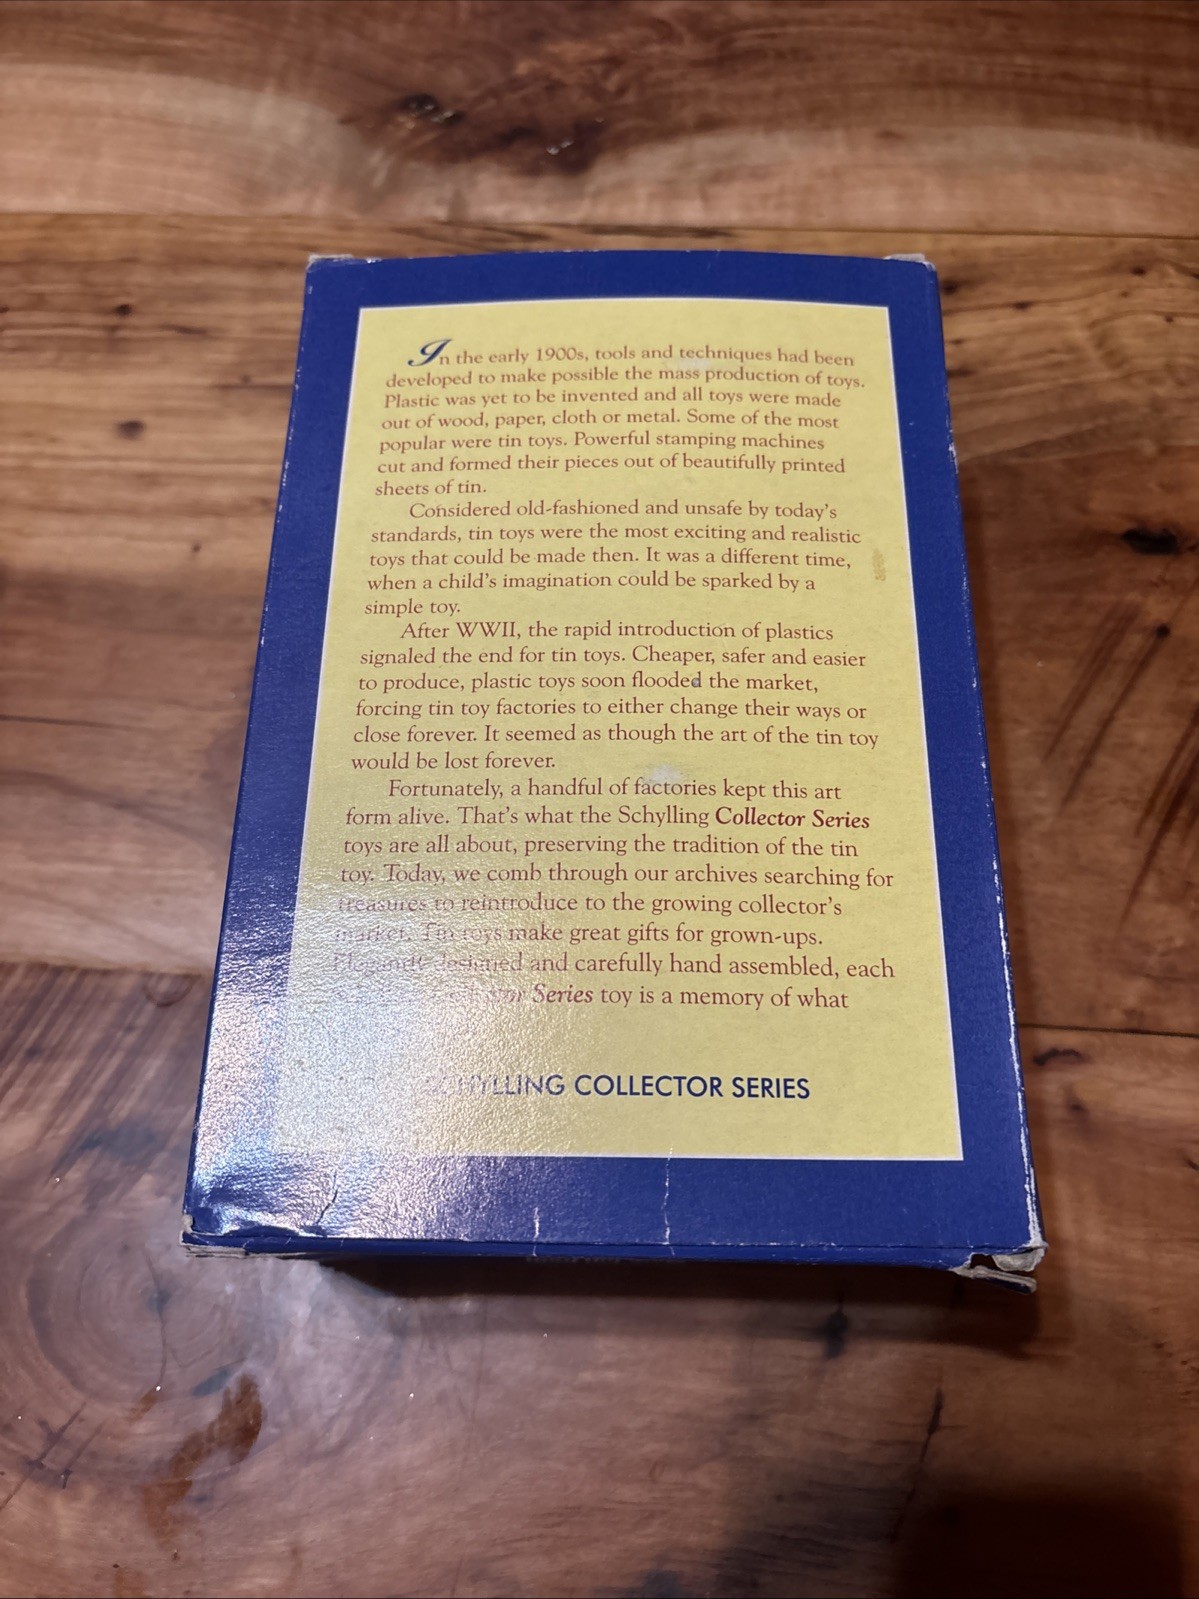 In the early 1900s, tools and techniques had been
developed to make possible the mass production of toys.
Plastic was yet to be invented and all toys were made
out of wood, paper, cloth or metal. Some of the most
popular were tin toys. Powerful stamping machines
cut and formed their pieces out of beautifully printed
sheets of tin.
Considered old-fashioned and unsafe by today's
standards, tin toys were the most exciting and realistic
toys that could be made then. It was a different time,
when a child's imagination could be sparked by a
simple toy.
After WWII, the rapid introduction of plastics
signaled the end for tin toys. Cheaper, safer and easier
to produce, plastic toys soon flooded the market,
forcing tin toy factories to either change their ways or
close forever. It seemed as though the art of the tin toy
would be lost forever.
Fortunately, a handful of factories kept this art
form alive. That's what the Schylling Collector Series
toys are all about, preserving the tradition of the tin
toy. Today, we comb through our archives searching for
treasures to reintroduce to the growing collector's
market. Tin toys make great gifts for grown-ups.
Elegantly designed and carefully hand assembled, each
Series toy is a memory of what
SCHYLLING COLLECTOR SERIES